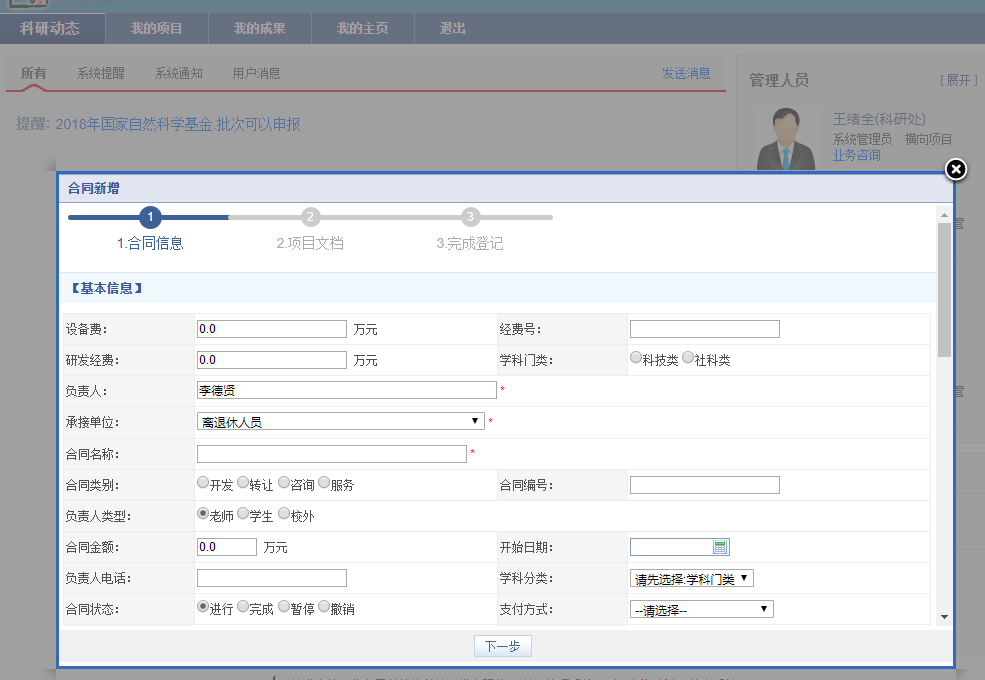 科研动态 我的项目 我的成果 我的主页 退出
所有 系统提醒 系统通知 用户消息 发送消息
管理人员 [ 展开 ]
提醒: 2018年国家自然科学基金.批次可以申报
王绪全(科研处)
系统管理员 横向项目
业务咨询
合同新增
1 2 3
1.合同信息 2.项目文档 3.完成登记
【基本信息】
设备费: 0.0 万元 经费号:
研发经费: 0.0 万元 学科门类: 科技类 社科类
负责人: 李德贤 *
承接单位: 离退休人员 *
合同名称: *
合同类别: 开发 转让 咨询 服务 合同编号:
负责人类型: 老师 学生 校外
合同金额: 0.0 万元 开始日期:
负责人电话: 学科分类: 请先选择:学科门类
合同状态: 进行 完成 暂停 撤销 支付方式: --请选择--
下一步